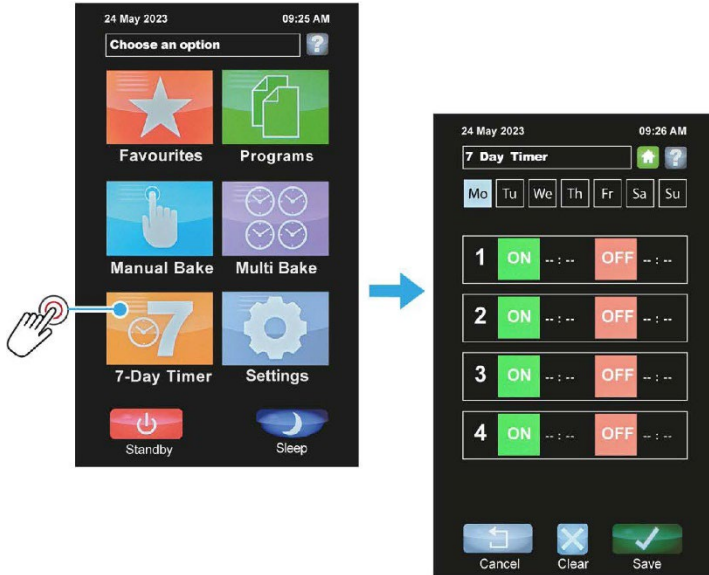 24 May 2023 09:25 AM
Choose an option ?
Favourites Programs
Manual Bake Multi Bake
7
7-Day Timer Settings
Standby Sleep
24 May 2023 09:26 AM
7 Day Timer ?
Mo Tu We Th Fr Sa Su
1 ON --:-- OFF --:--
2 ON --:-- OFF --:--
3 ON --:-- OFF --:--
4 ON --:-- OFF --:--
Cancel Clear Save